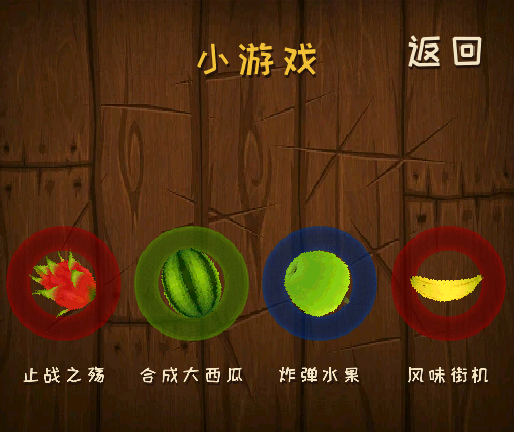 小游戏
返回
止战之殇
合成大西瓜
炸弹水果
风味街机